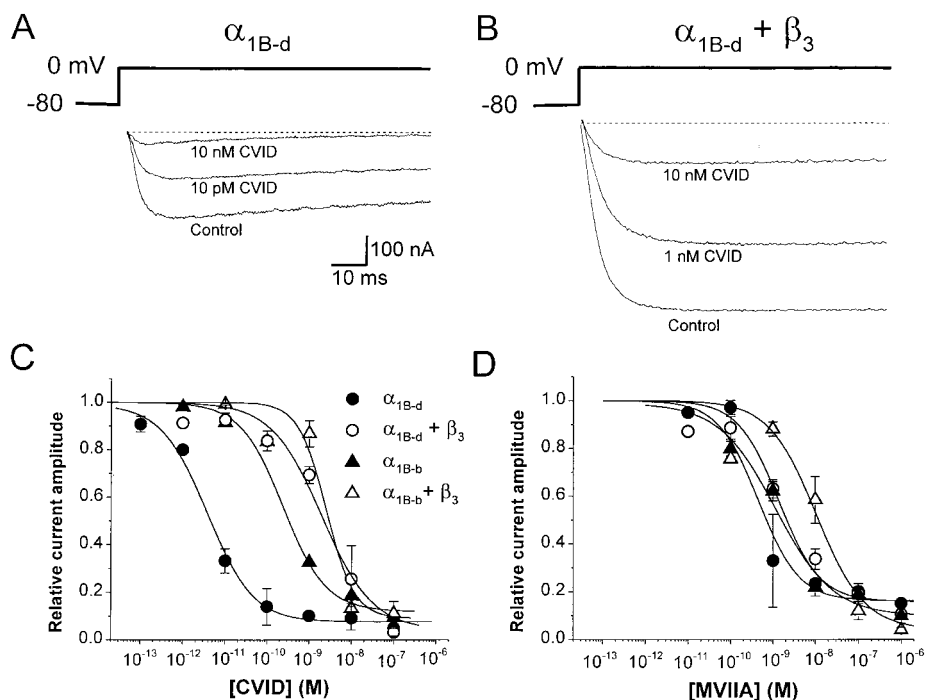 A
α1B-d
0 mV
-80
10 nM CVID
10 pM CVID
Control
100 nA
10 ms
B
α1B-d + β3
0 mV
-80
10 nM CVID
1 nM CVID
Control
C
Relative current amplitude
1.0
0.8
0.6
0.4
0.2
0.0
10⁻¹³ 10⁻¹² 10⁻¹¹ 10⁻¹⁰ 10⁻⁹ 10⁻⁸ 10⁻⁷ 10⁻⁶
[CVID] (M)
α1B-d
α1B-d + β3
α1B-b
α1B-b + β3
D
Relative current amplitude
1.0
0.8
0.6
0.4
0.2
0.0
10⁻¹³ 10⁻¹² 10⁻¹¹ 10⁻¹⁰ 10⁻⁹ 10⁻⁸ 10⁻⁷ 10⁻⁶
[MVIIA] (M)